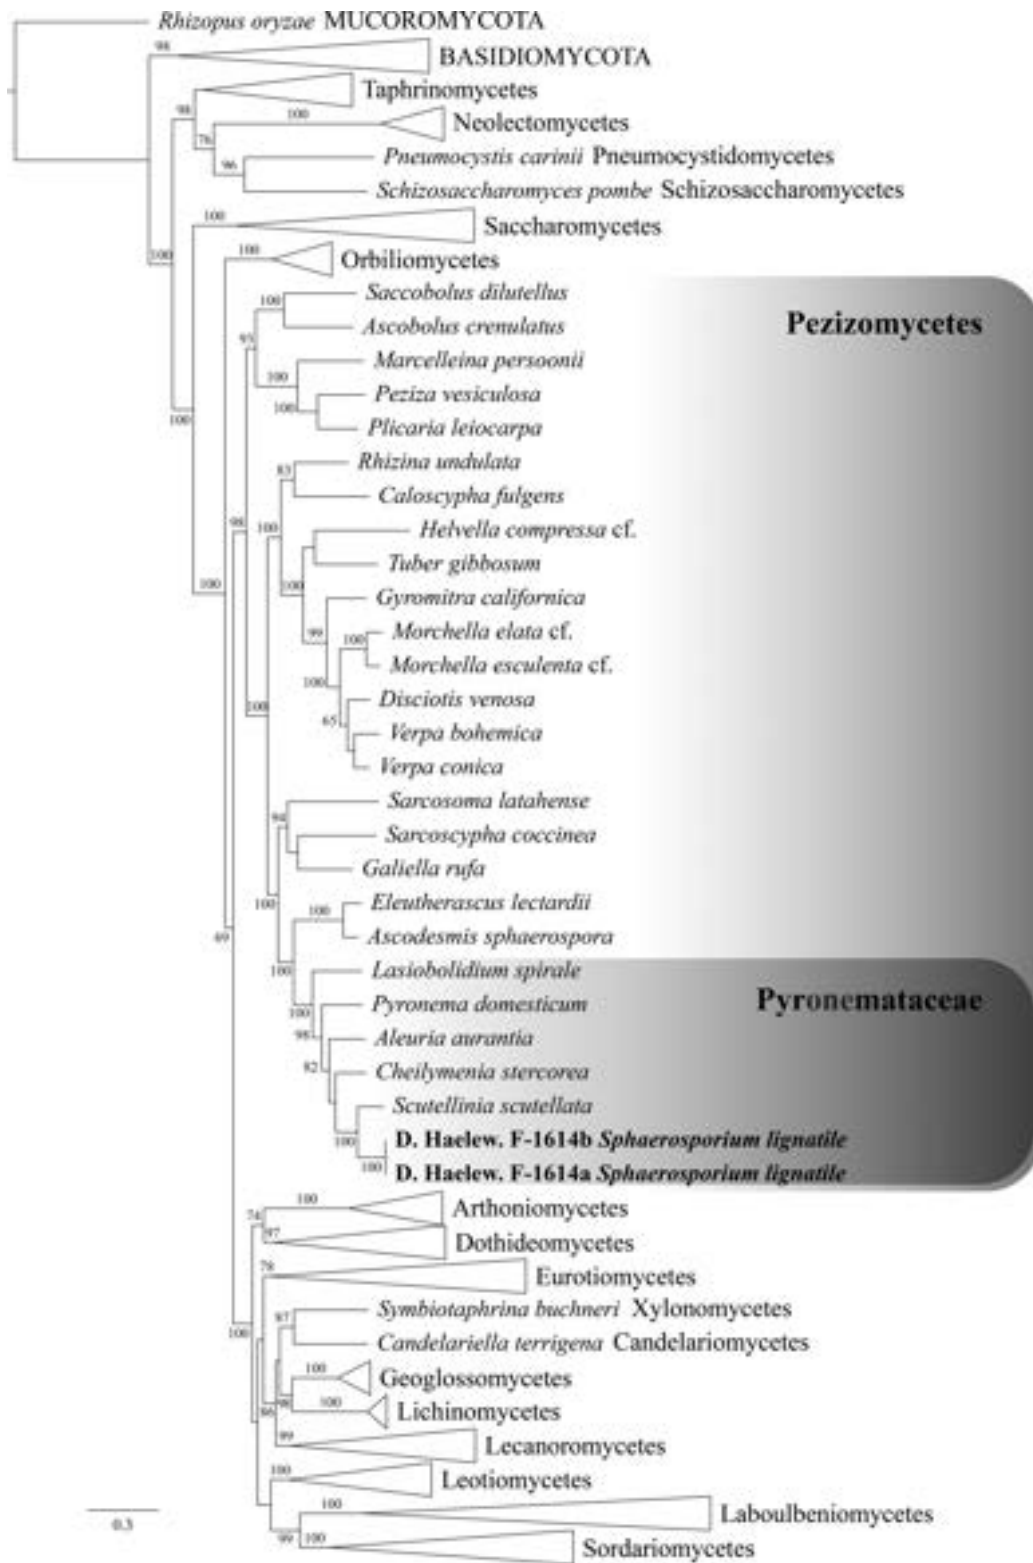 Rhizopus oryzae MUCOROMYCOTA
98
BASIDIOMYCOTA
Taphrinomycetes
98
100
Neolectomycetes
76
Pneumocystis carinii Pneumocystidomycetes
96
Schizosaccharomyces pombe Schizosaccharomycetes
100
Saccharomycetes
100
100
Orbiliomycetes
Saccobolus dilutellus
100
Pezizomycetes
Ascobolus crenulatus
Marcelleina persoonii
100
Peziza vesiculosa
100
100
Plicaria leiocarpa
Rhizina undulata
83
Caloscypha fulgens
98
100
Helvella compressa cf.
Tuber gibbosum
100
100
Gyromitra californica
Morchella elata cf.
99
100
Morchella esculenta cf.
100
Disciotis venosa
100
65
Verpa bohemica
Verpa conica
Sarcosoma latahense
Sarcoscypha coccinea
Galiella rufa
100
Eleutherascus lectardii
100
69
Ascodesmis sphaerospora
100
Lasiobolidium spirale
Pyronema domesticum
Pyronemataceae
100
Aleuria aurantia
98
Cheilymenia stercorea
82
Scutellinia scutellata
D. Haelew. F-1614b Sphaerosporium lignatile
100
D. Haelew. F-1614a Sphaerosporium lignatile
100
Arthoniomycetes
100
74
Dothideomycetes
97
Eurotiomycetes
78
Symbiotaphrina buchneri Xylonomycetes
100
Candelariella terrigena Candelariomycetes
Geoglossomycetes
100
Lichinomycetes
100
Lecanoromycetes
99
Leotiomycetes
100
Laboulbeniomycetes
100
0.3
Sordariomycetes
99
100